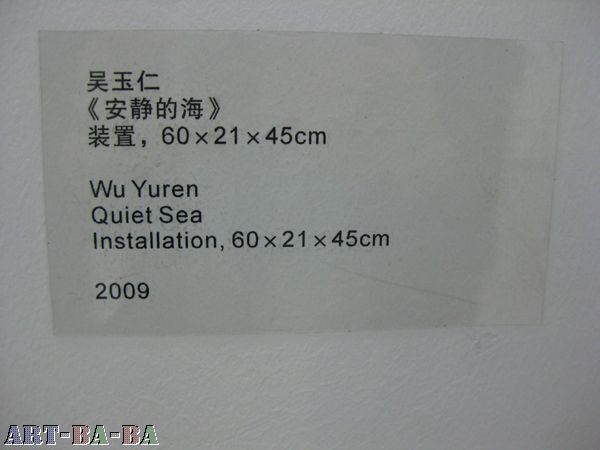 吴玉仁
《安静的海》
装置，60×21×45cm
Wu Yuren
Quiet Sea
Installation, 60×21×45cm
2009
ART-BA-BA